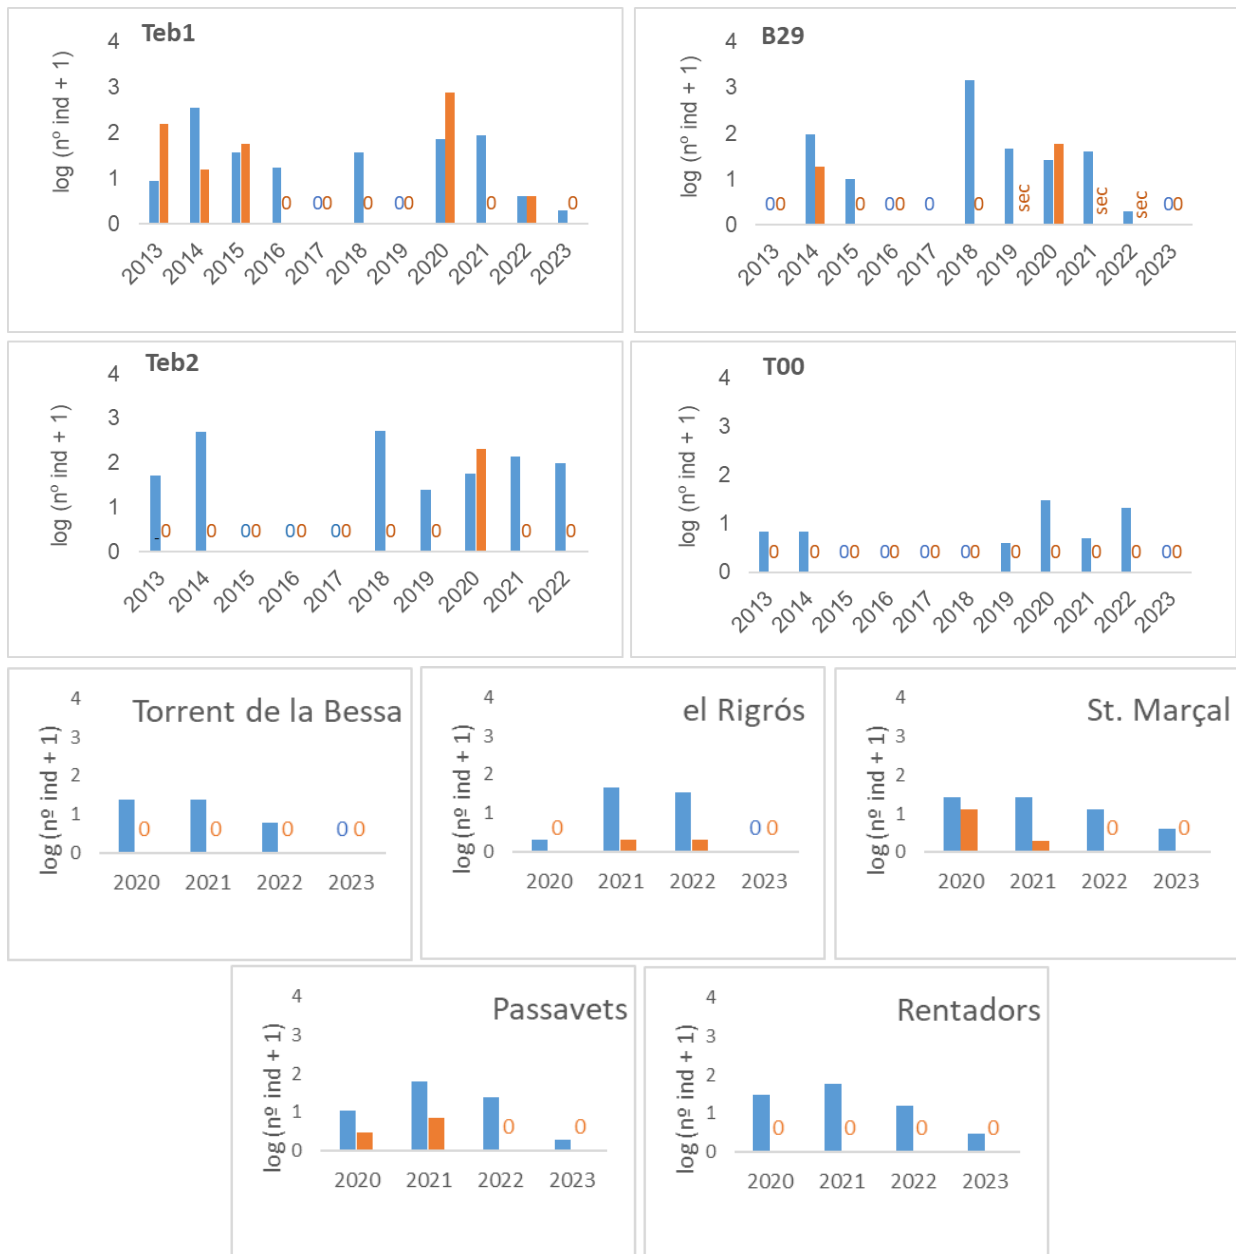 Teb1
log (nº ind + 1)
4
3
2
1
0
0 00 0 00 0 0
2013 2014 2015 2016 2017 2018 2019 2020 2021 2022 2023
B29
log (nº ind + 1)
4
3
2
1
0
00 00 0 0 sec sec sec 00
2013 2014 2015 2016 2017 2018 2019 2020 2021 2022 2023
Teb2
log (nº ind + 1)
4
3
2
1
0
0 0 00 00 00 0 0 0 0
2013 2014 2015 2016 2017 2018 2019 2020 2021 2022
T00
log (nº ind + 1)
4
3
2
1
0
0 0 00 00 00 00 0 0 0 0 00
2013 2014 2015 2016 2017 2018 2019 2020 2021 2022 2023
Torrent de la Bessa
log (nº ind + 1)
4
3
2
1
0
0 0 0 0 0
2020 2021 2022 2023
el Rigrós
log (nº ind + 1)
4
3
2
1
0
0 0 0
2020 2021 2022 2023
St. Marçal
log (nº ind + 1)
4
3
2
1
0
0 0
2020 2021 2022 2023
Passavets
log (nº ind + 1)
4
3
2
1
0
0 0
2020 2021 2022 2023
Rentadors
log (nº ind + 1)
4
3
2
1
0
0 0 0 0
2020 2021 2022 2023